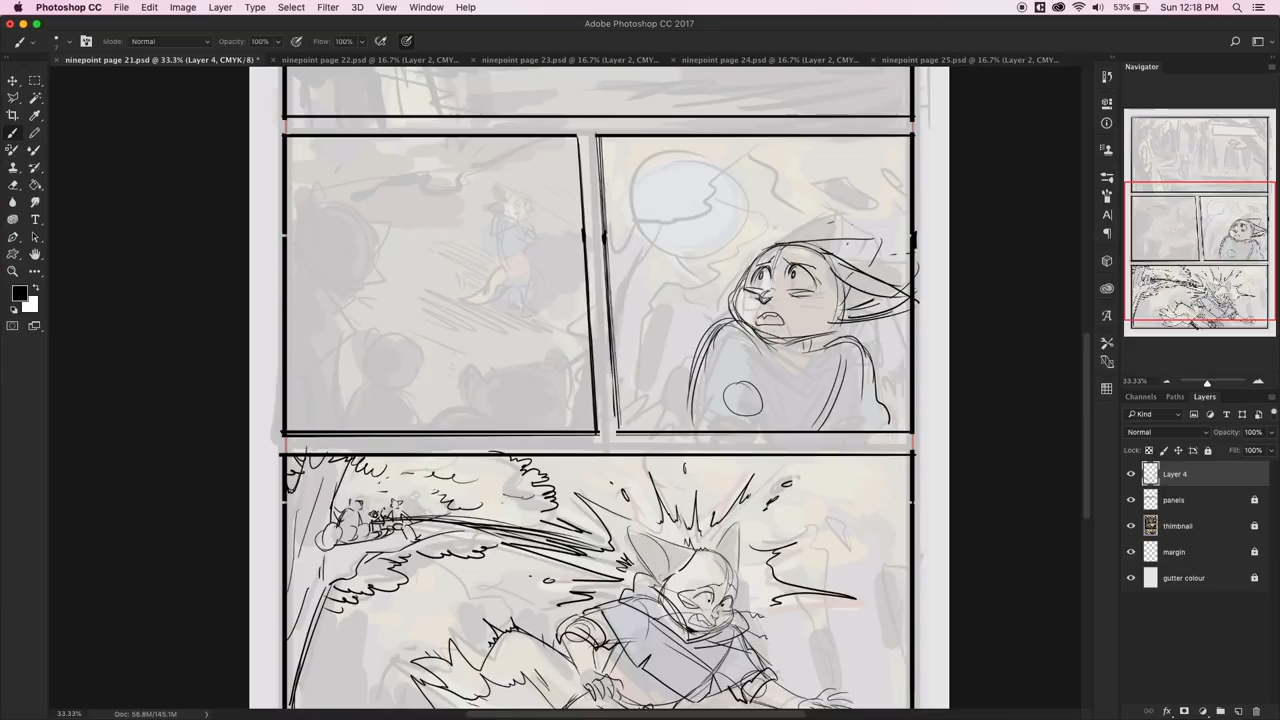 Photoshop CC File Edit Image Layer Type Select Filter 3D View Window Help 53% Sun 12:18 PM
Adobe Photoshop CC 2017
7 Mode: Normal Opacity: 100% Flow: 100%
ninepoint page 21.psd @ 33.3% (Layer 4, CMYK/8) * ninepoint page 22.psd @ 16.7% (Layer 2, CMY... ninepoint page 23.psd @ 16.7% (Layer 2, CMY... ninepoint page 24.psd @ 16.7% (Layer 2, CMY... ninepoint page 25.psd @ 16.7% (Layer 2, CM...
Navigator
33.33%
Channels Paths Layers
Kind
Normal Opacity: 100%
Lock: Fill: 100%
Layer 4
panels
thimbnail
margin
gutter colour
33.33% Doc: 56.8M/145.1M